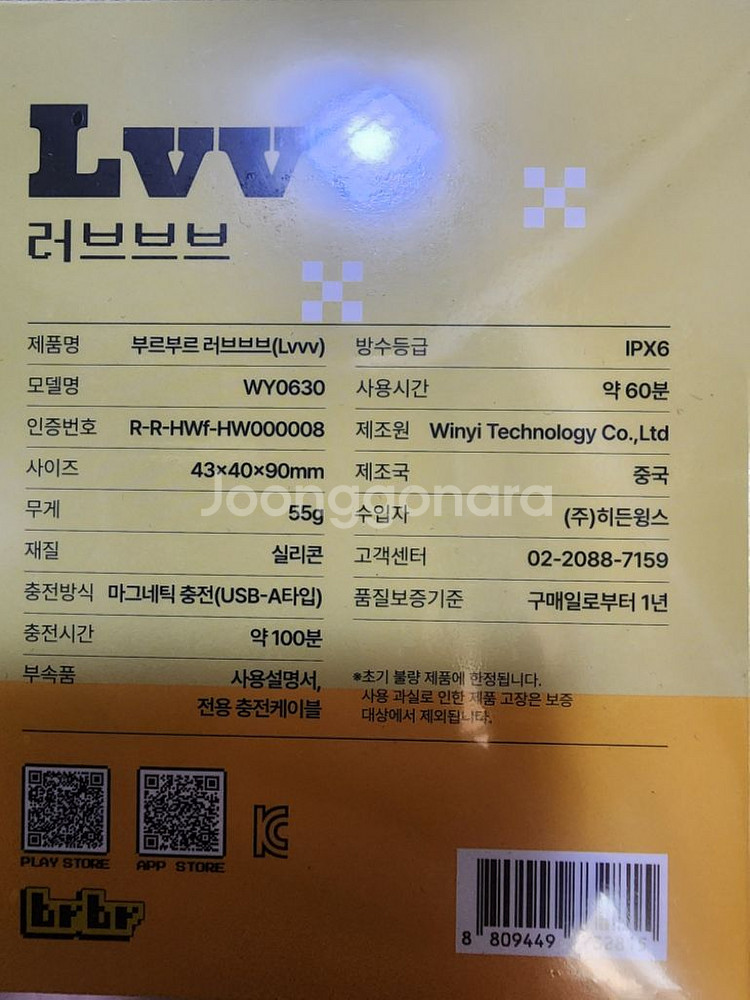 Lvv
러브브브
제품명 부르부르 러브브브(Lvvv)
모델명 WY0630
인증번호 R-R-HWf-HW000008
사이즈 43×40×90mm
무게 55g
재질 실리콘
충전방식 마그네틱 충전(USB-A타입)
충전시간 약 100분
부속품 사용설명서,
전용 충전케이블
방수등급 IPX6
사용시간 약 60분
제조원 Winyi Technology Co.,Ltd
제조국 중국
수입자 (주)히든윙스
고객센터 02-2088-7159
품질보증기준 구매일로부터 1년
※초기 불량 제품에 한정됩니다.
사용 과실로 인한 제품 고장은 보증
대상에서 제외됩니다.
Joonggonara
PLAY STORE
APP STORE
brbr
8 809449